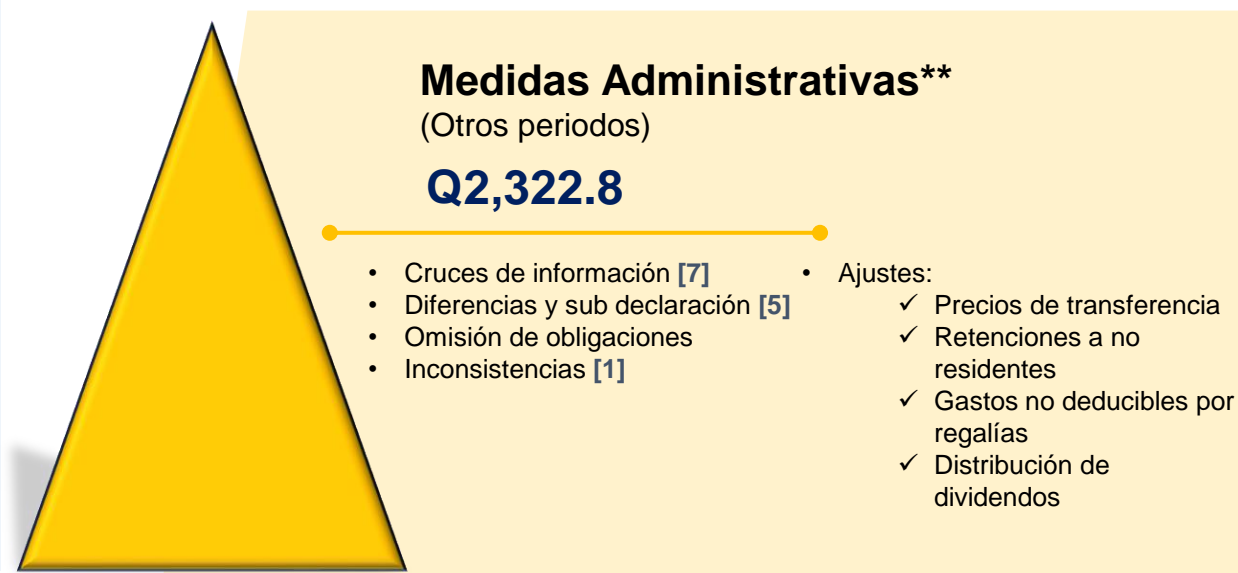 Medidas Administrativas**
(Otros periodos)
Q2,322.8
• Cruces de información [7]
• Diferencias y sub declaración [5]
• Omisión de obligaciones
• Inconsistencias [1]
• Ajustes:
✓ Precios de transferencia
✓ Retenciones a no
residentes
✓ Gastos no deducibles por
regalías
✓ Distribución de
dividendos